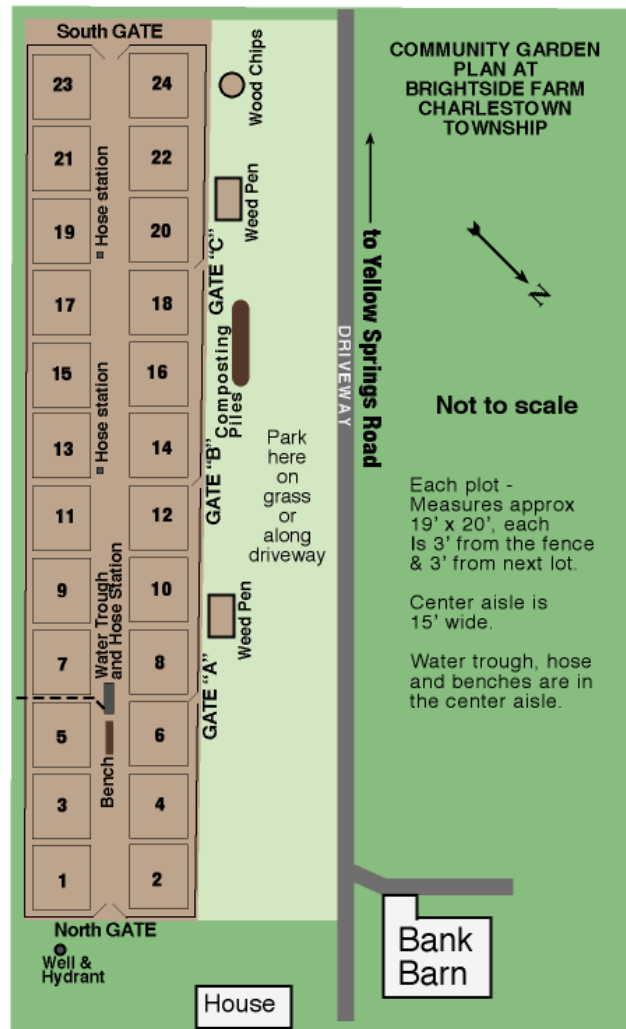 South GATE
COMMUNITY GARDEN
PLAN AT
BRIGHTSIDE FARM
CHARLESTOWN
TOWNSHIP
23
24
Wood Chips
21
22
Hose station
Weed Pen
19
20
GATE "C"
to Yellow Springs Road
N
17
18
Composting
Piles
DRIVEWAY
15
16
Not to scale
Hose station
13
14
GATE "B"
Park
here
on
grass
or
along
driveway
Each plot -
Measures approx
19' x 20', each
Is 3' from the fence
& 3' from next lot.
Center aisle is
15' wide.
Water trough, hose
and benches are in
the center aisle.
11
12
9
10
Water Trough
and Hose Station
Weed Pen
7
8
GATE "A"
5
6
Bench
3
4
1
2
North GATE
Well &
Hydrant
House
Bank
Barn